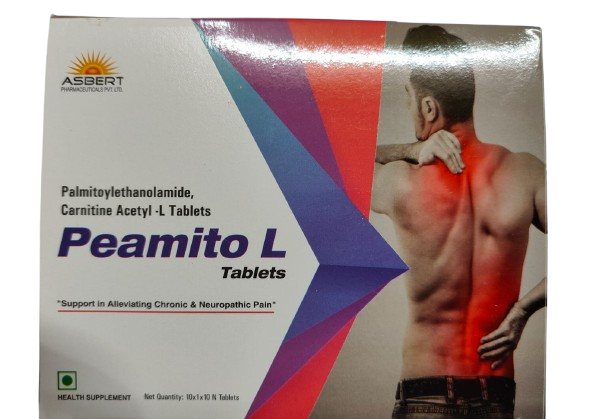 ASBERT
PHARMACEUTICALS PVT. LTD.
Palmitoylethanolamide,
Carnitine Acetyl -L Tablets
Peamito L
Tablets
"Support in Alleviating Chronic & Neuropathic Pain"
HEALTH SUPPLEMENT Net Quantity: 10x1x10 N Tablets